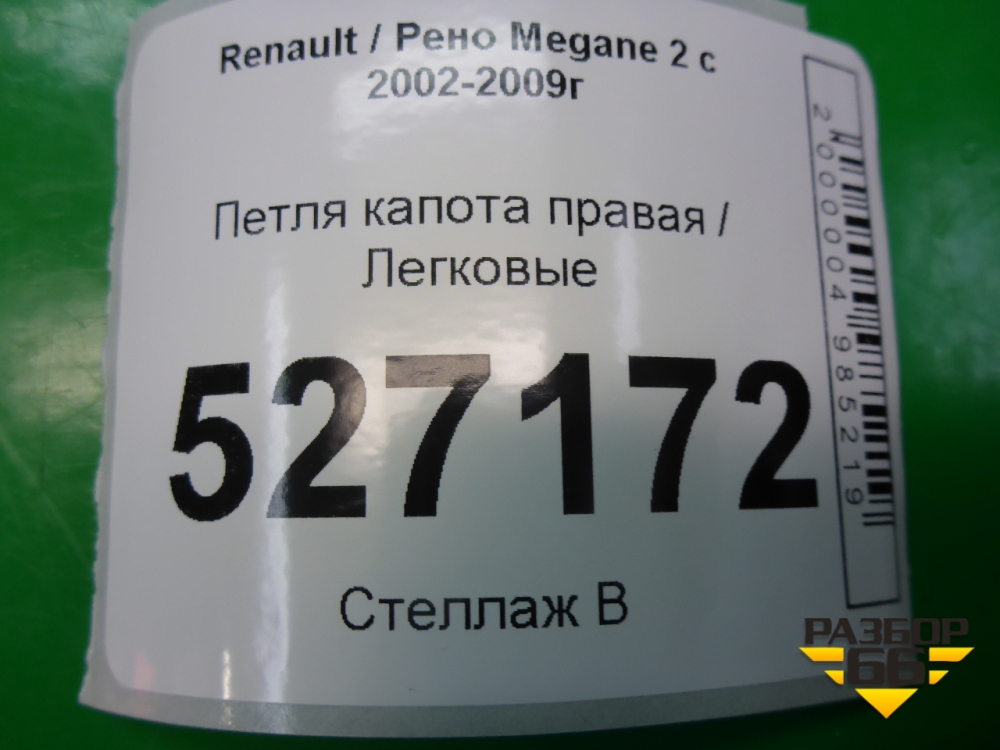 Renault / Рено Megane 2 с
2002-2009г
Петля капота правая /
Легковые
527172
Стеллаж В
2000004985219
РАЗБОР
66